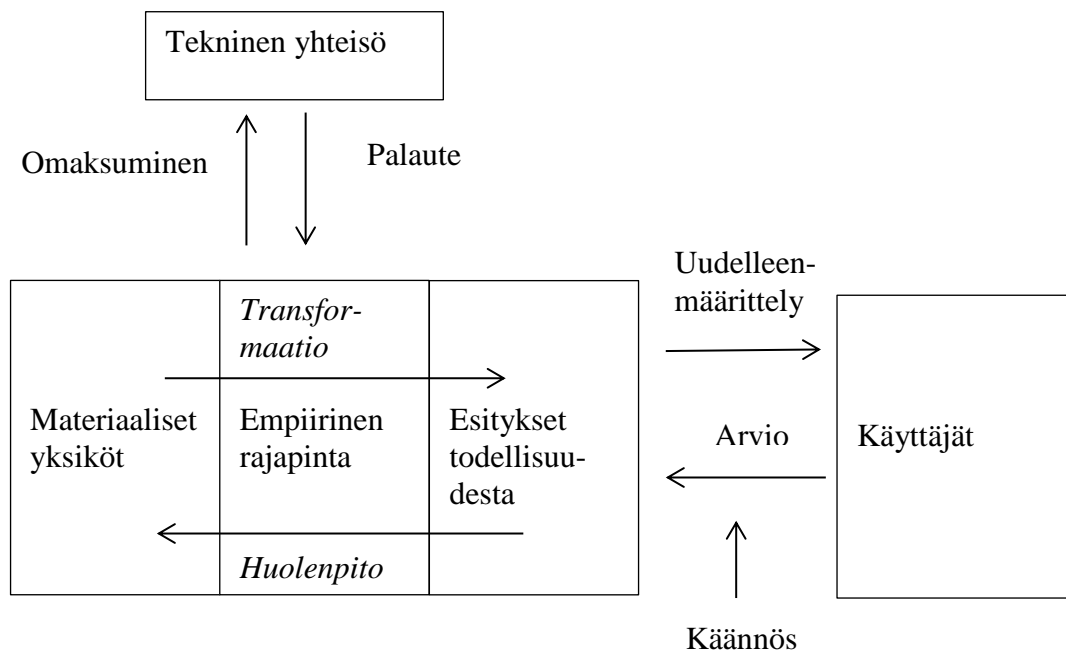 Tekninen yhteisö
Omaksuminen
Palaute
Uudelleen-
määrittely
Transfor-
maatio
Materiaaliset
yksiköt
Empiirinen
rajapinta
Esitykset
todellisuu-
desta
Arvio
Käyttäjät
Huolenpito
Käännös